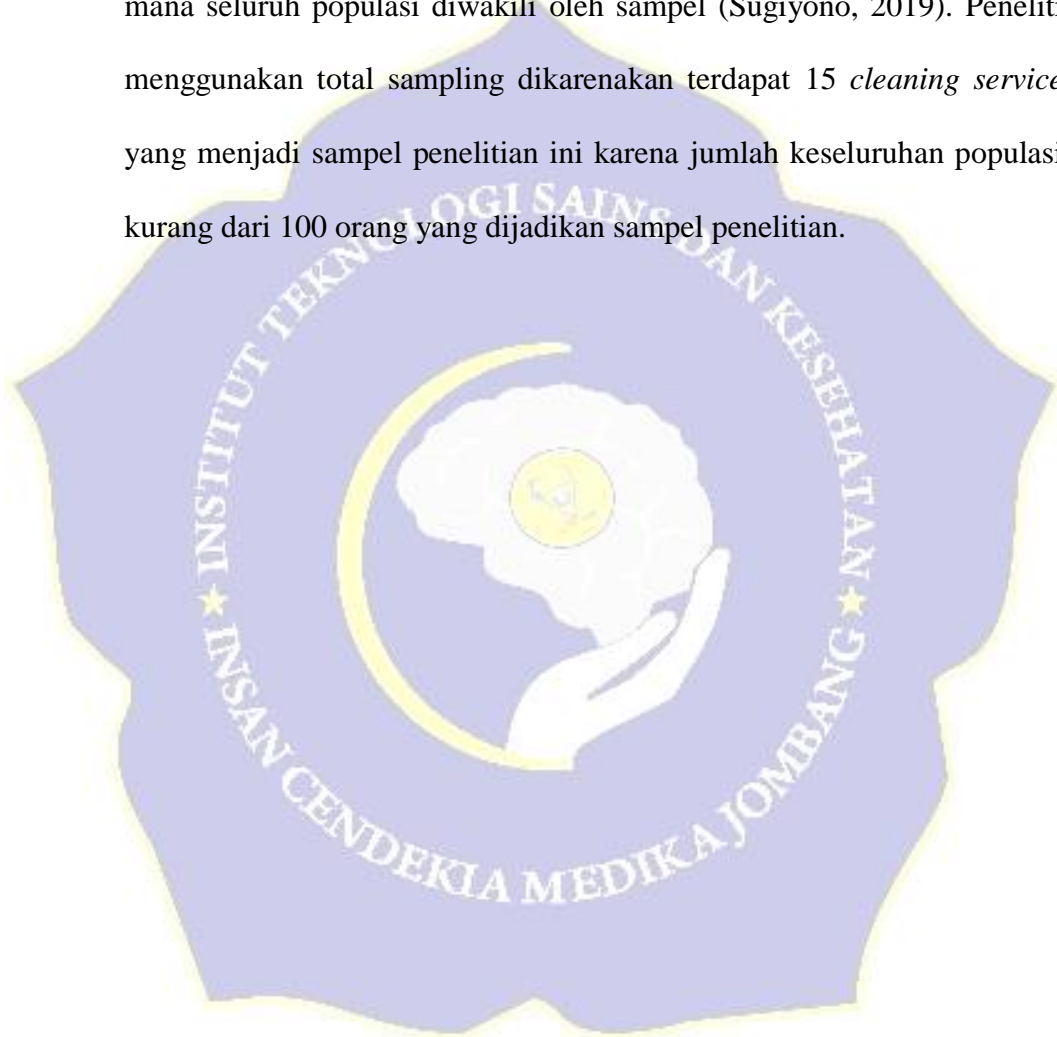 mana seluruh populasi diwakili oleh sampel (Sugiyono, 2019). Peneliti
menggunakan total sampling dikarenakan terdapat 15 cleaning service
yang menjadi sampel penelitian ini karena jumlah keseluruhan populasi
kurang dari 100 orang yang dijadikan sampel penelitian.
INSTITUT TEKNOLOGI SAINS DAN KESEHATAN
INSAN CENDEKIA MEDIKA JOMBANG